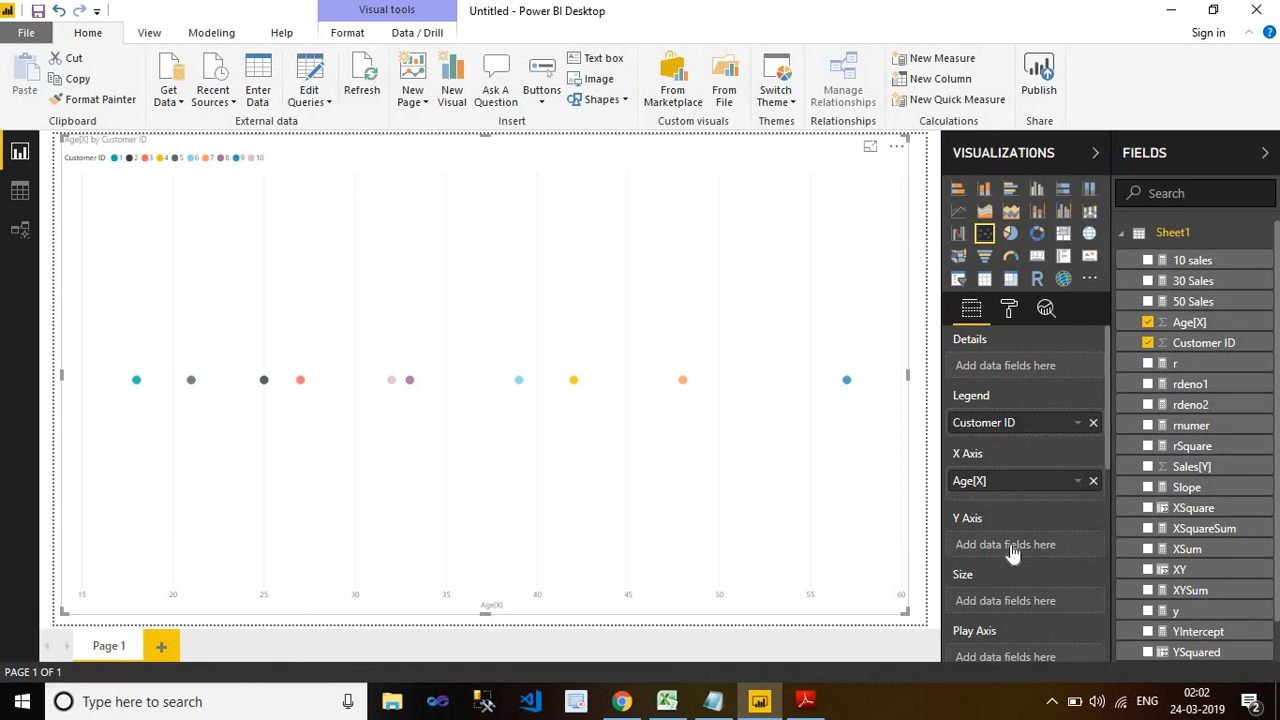 Visual tools
Untitled - Power BI Desktop
File
Home
View
Modeling
Help
Format
Data / Drill
Sign in
Paste
Cut
Copy
Format Painter
Clipboard
Get Data
Recent Sources
Enter Data
Edit Queries
External data
Refresh
New Page
New Visual
Ask A Question
Buttons
Text box
Image
Shapes
Insert
From Marketplace
From File
Custom visuals
Switch Theme
Themes
Manage Relationships
Relationships
New Measure
New Column
New Quick Measure
Calculations
Publish
Share
Age[X] by Customer ID
Customer ID 1 2 3 4 5 6 7 8 9 10
15 20 25 30 35 40 45 50 55 60
Age[X]
VISUALIZATIONS
R
Details
Add data fields here
Legend
Customer ID
X Axis
Age[X]
Y Axis
Add data fields here
Size
Add data fields here
Play Axis
Add data fields here
FIELDS
Search
Sheet1
10 sales
30 Sales
50 Sales
Age[X]
Customer ID
r
rdeno1
rdeno2
rnumer
rSquare
Sales[Y]
Slope
XSquare
XSquareSum
XSum
XY
XYSum
y
YIntercept
YSquared
Page 1
PAGE 1 OF 1
Type here to search
ENG
02:02
24-03-2019
2